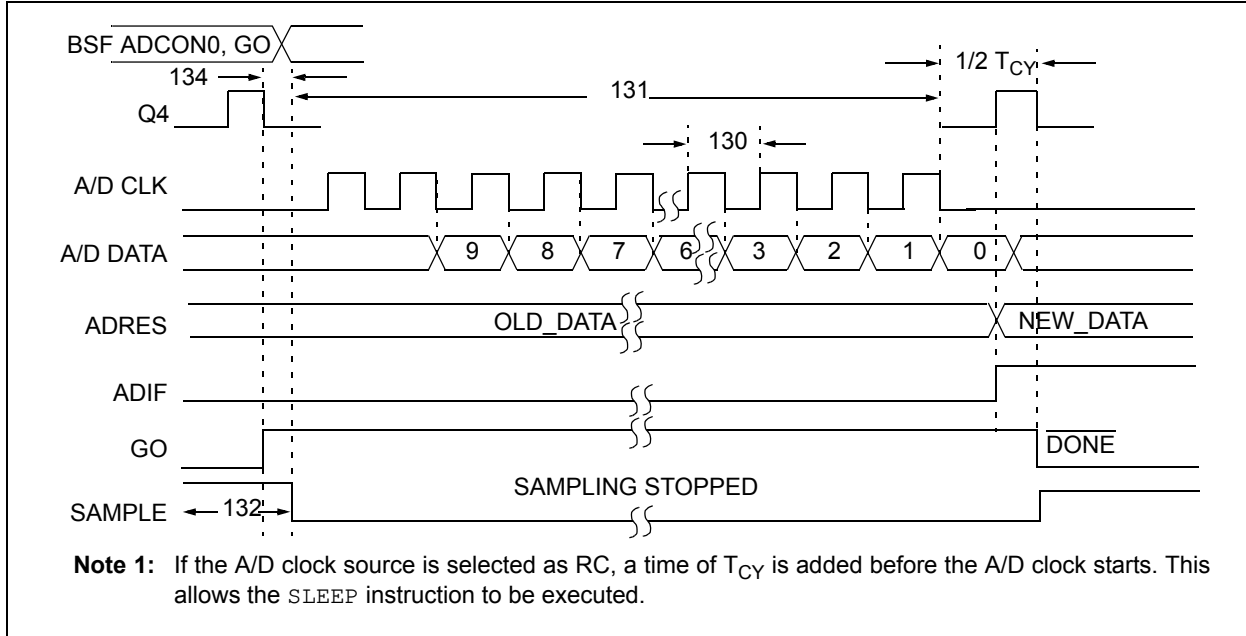 BSF ADCON0, GO
134
131
1/2 TCY
Q4
130
A/D CLK
A/D DATA 9 8 7 6 3 2 1 0
ADRES OLD_DATA NEW_DATA
ADIF
GO DONE
SAMPLING STOPPED
SAMPLE 132
Note 1: If the A/D clock source is selected as RC, a time of TCY is added before the A/D clock starts. This
allows the SLEEP instruction to be executed.